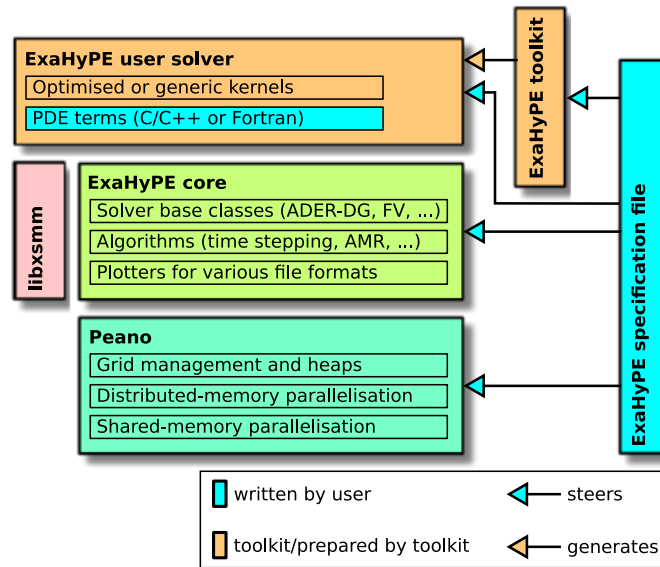 ExaHyPE user solver
Optimised or generic kernels
PDE terms (C/C++ or Fortran)
ExaHyPE toolkit
ExaHyPE specification file
libxsmm
ExaHyPE core
Solver base classes (ADER-DG, FV, ...)
Algorithms (time stepping, AMR, ...)
Plotters for various file formats
Peano
Grid management and heaps
Distributed-memory parallelisation
Shared-memory parallelisation
written by user
steers
toolkit/prepared by toolkit
generates